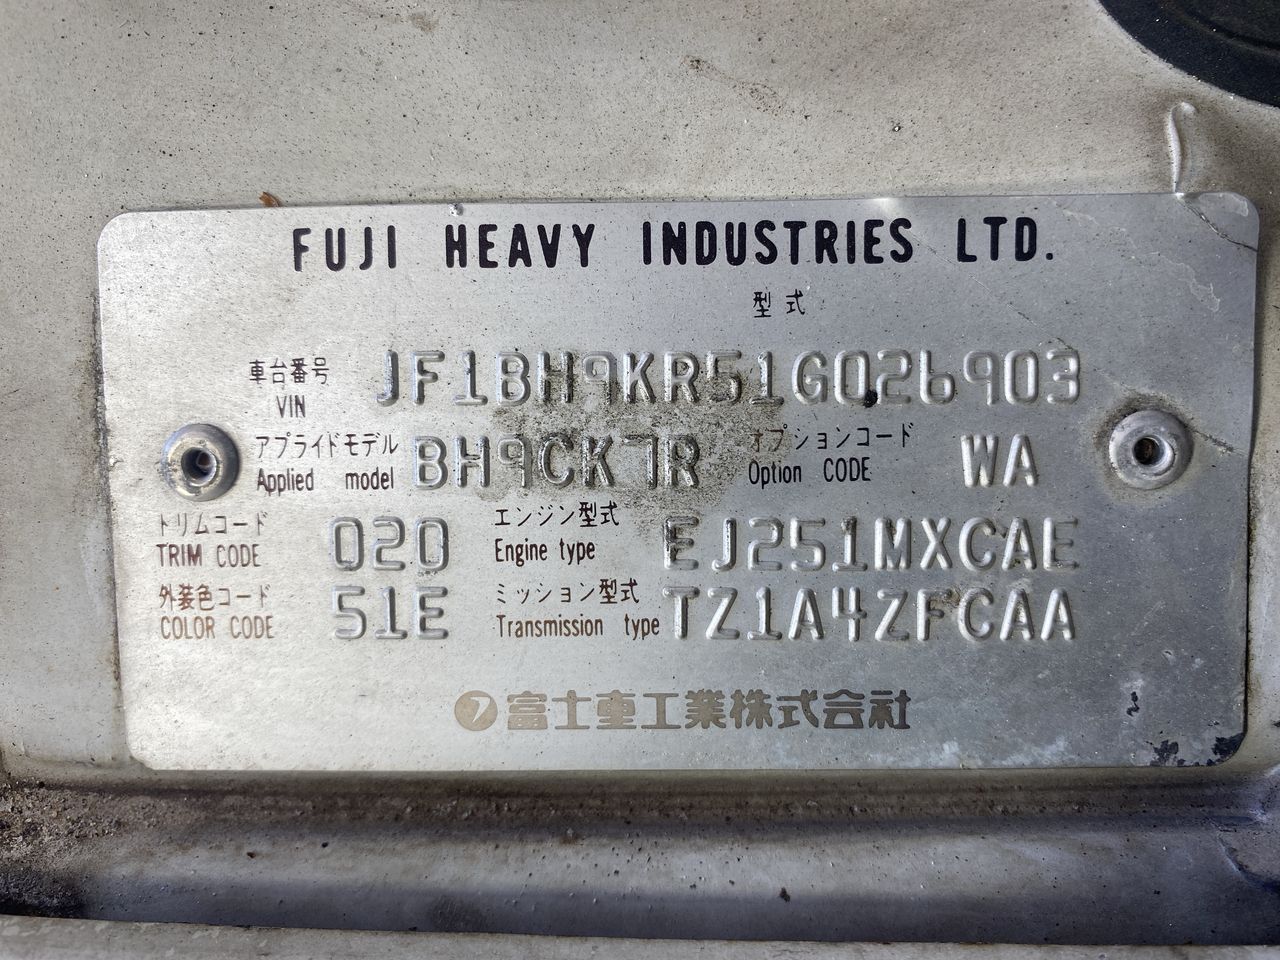 FUJI HEAVY INDUSTRIES LTD.
型式
車台番号 VIN JF1BH9KR51G026903
アプライドモデル Applied model BH9CK7R オプションコード Option CODE WA
トリムコード TRIM CODE 020 エンジン型式 Engine type EJ251MXCAE
外装色コード COLOR CODE 51E ミッション型式 Transmission type TZ1A4ZFCAA
富士重工業株式会社